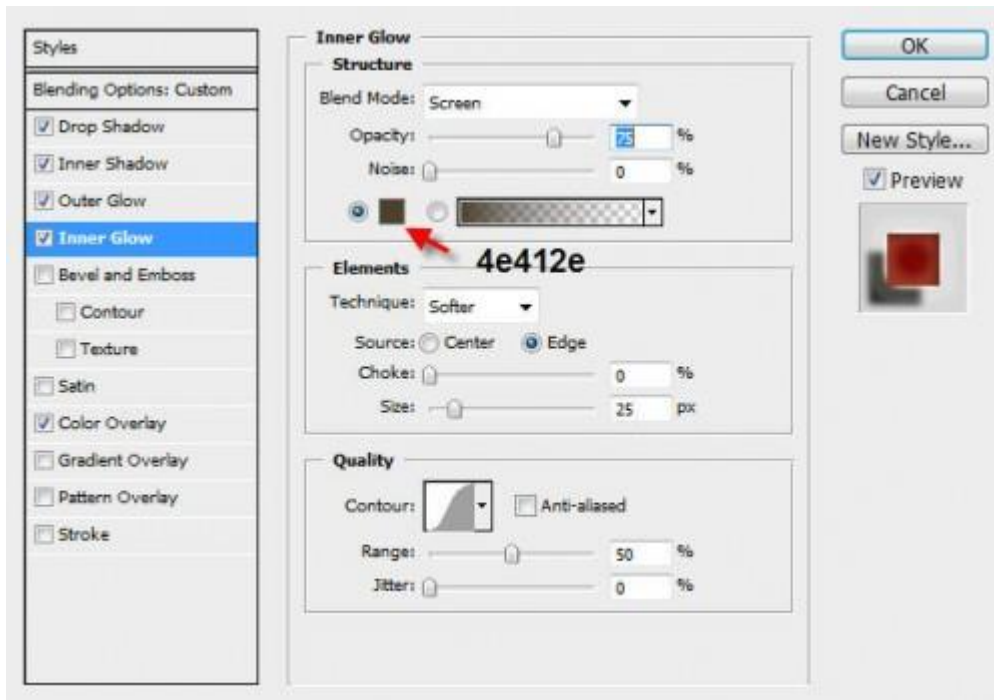 Styles
Blending Options: Custom
Drop Shadow
Inner Shadow
Outer Glow
Inner Glow
Bevel and Emboss
Contour
Texture
Satin
Color Overlay
Gradient Overlay
Pattern Overlay
Stroke
Inner Glow
Structure
Blend Mode: Screen
Opacity: 75 %
Noise: 0 %
4e412e
Elements
Technique: Softer
Source: Center Edge
Choke: 0 %
Size: 25 px
Quality
Contour: Anti-aliased
Range: 50 %
Jitter: 0 %
OK
Cancel
New Style...
Preview